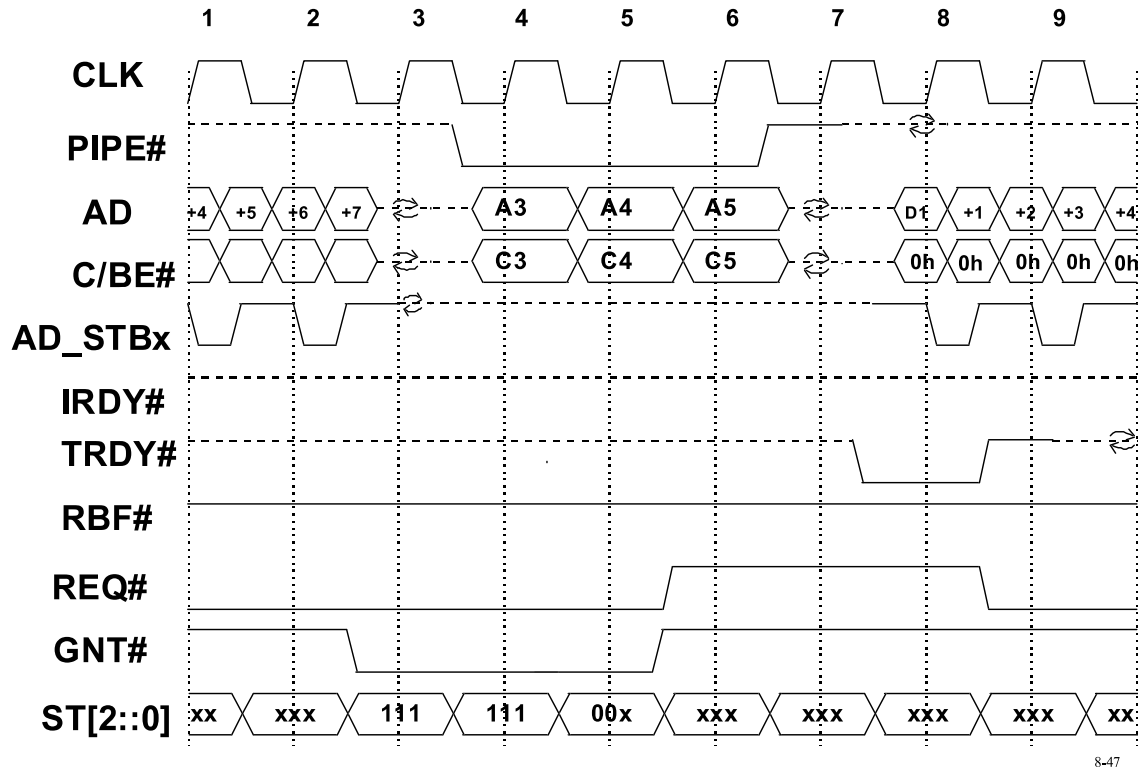 1 2 3 4 5 6 7 8 9
CLK
PIPE#
AD +4 +5 +6 +7 A3 A4 A5 D1 +1 +2 +3 +4
C/BE# C3 C4 C5 0h 0h 0h 0h 0h
AD_STBx
IRDY#
TRDY#
RBF#
REQ#
GNT#
ST[2::0] xx xxx 111 111 00x xxx xxx xxx xxx xx
8-47